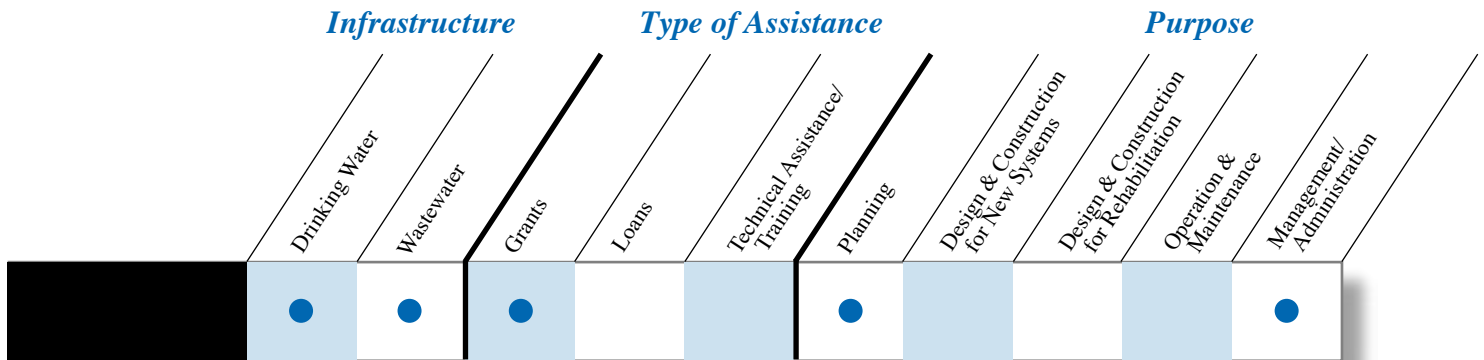 Infrastructure
Type of Assistance
Purpose
Drinking Water
Wastewater
Grants
Loans
Technical Assistance/
Training
Planning
Design & Construction
for New Systems
Design & Construction
for Rehabilitation
Operation &
Maintenance
Management/
Administration